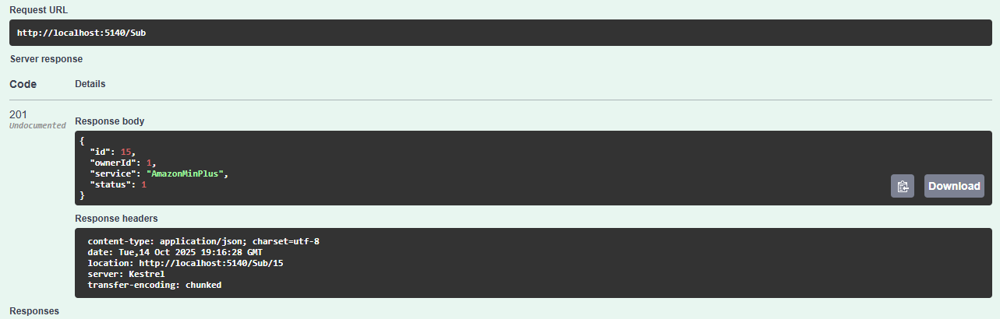 Request URL
http://localhost:5140/Sub
Server response
Code Details
201
Undocumented
Response body
{
  "id": 15,
  "ownerId": 1,
  "service": "AmazonMinPlus",
  "status": 1
}
Download
Response headers
content-type: application/json; charset=utf-8
date: Tue,14 Oct 2025 19:16:28 GMT
location: http://localhost:5140/Sub/15
server: Kestrel
transfer-encoding: chunked
Responses